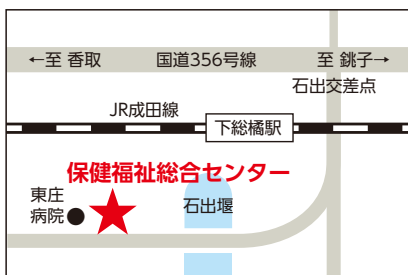 ←至 香取 国道356号線 至 銚子→
石出交差点
JR成田線
下総橘駅
保健福祉総合センター
東庄
病院
石出堰